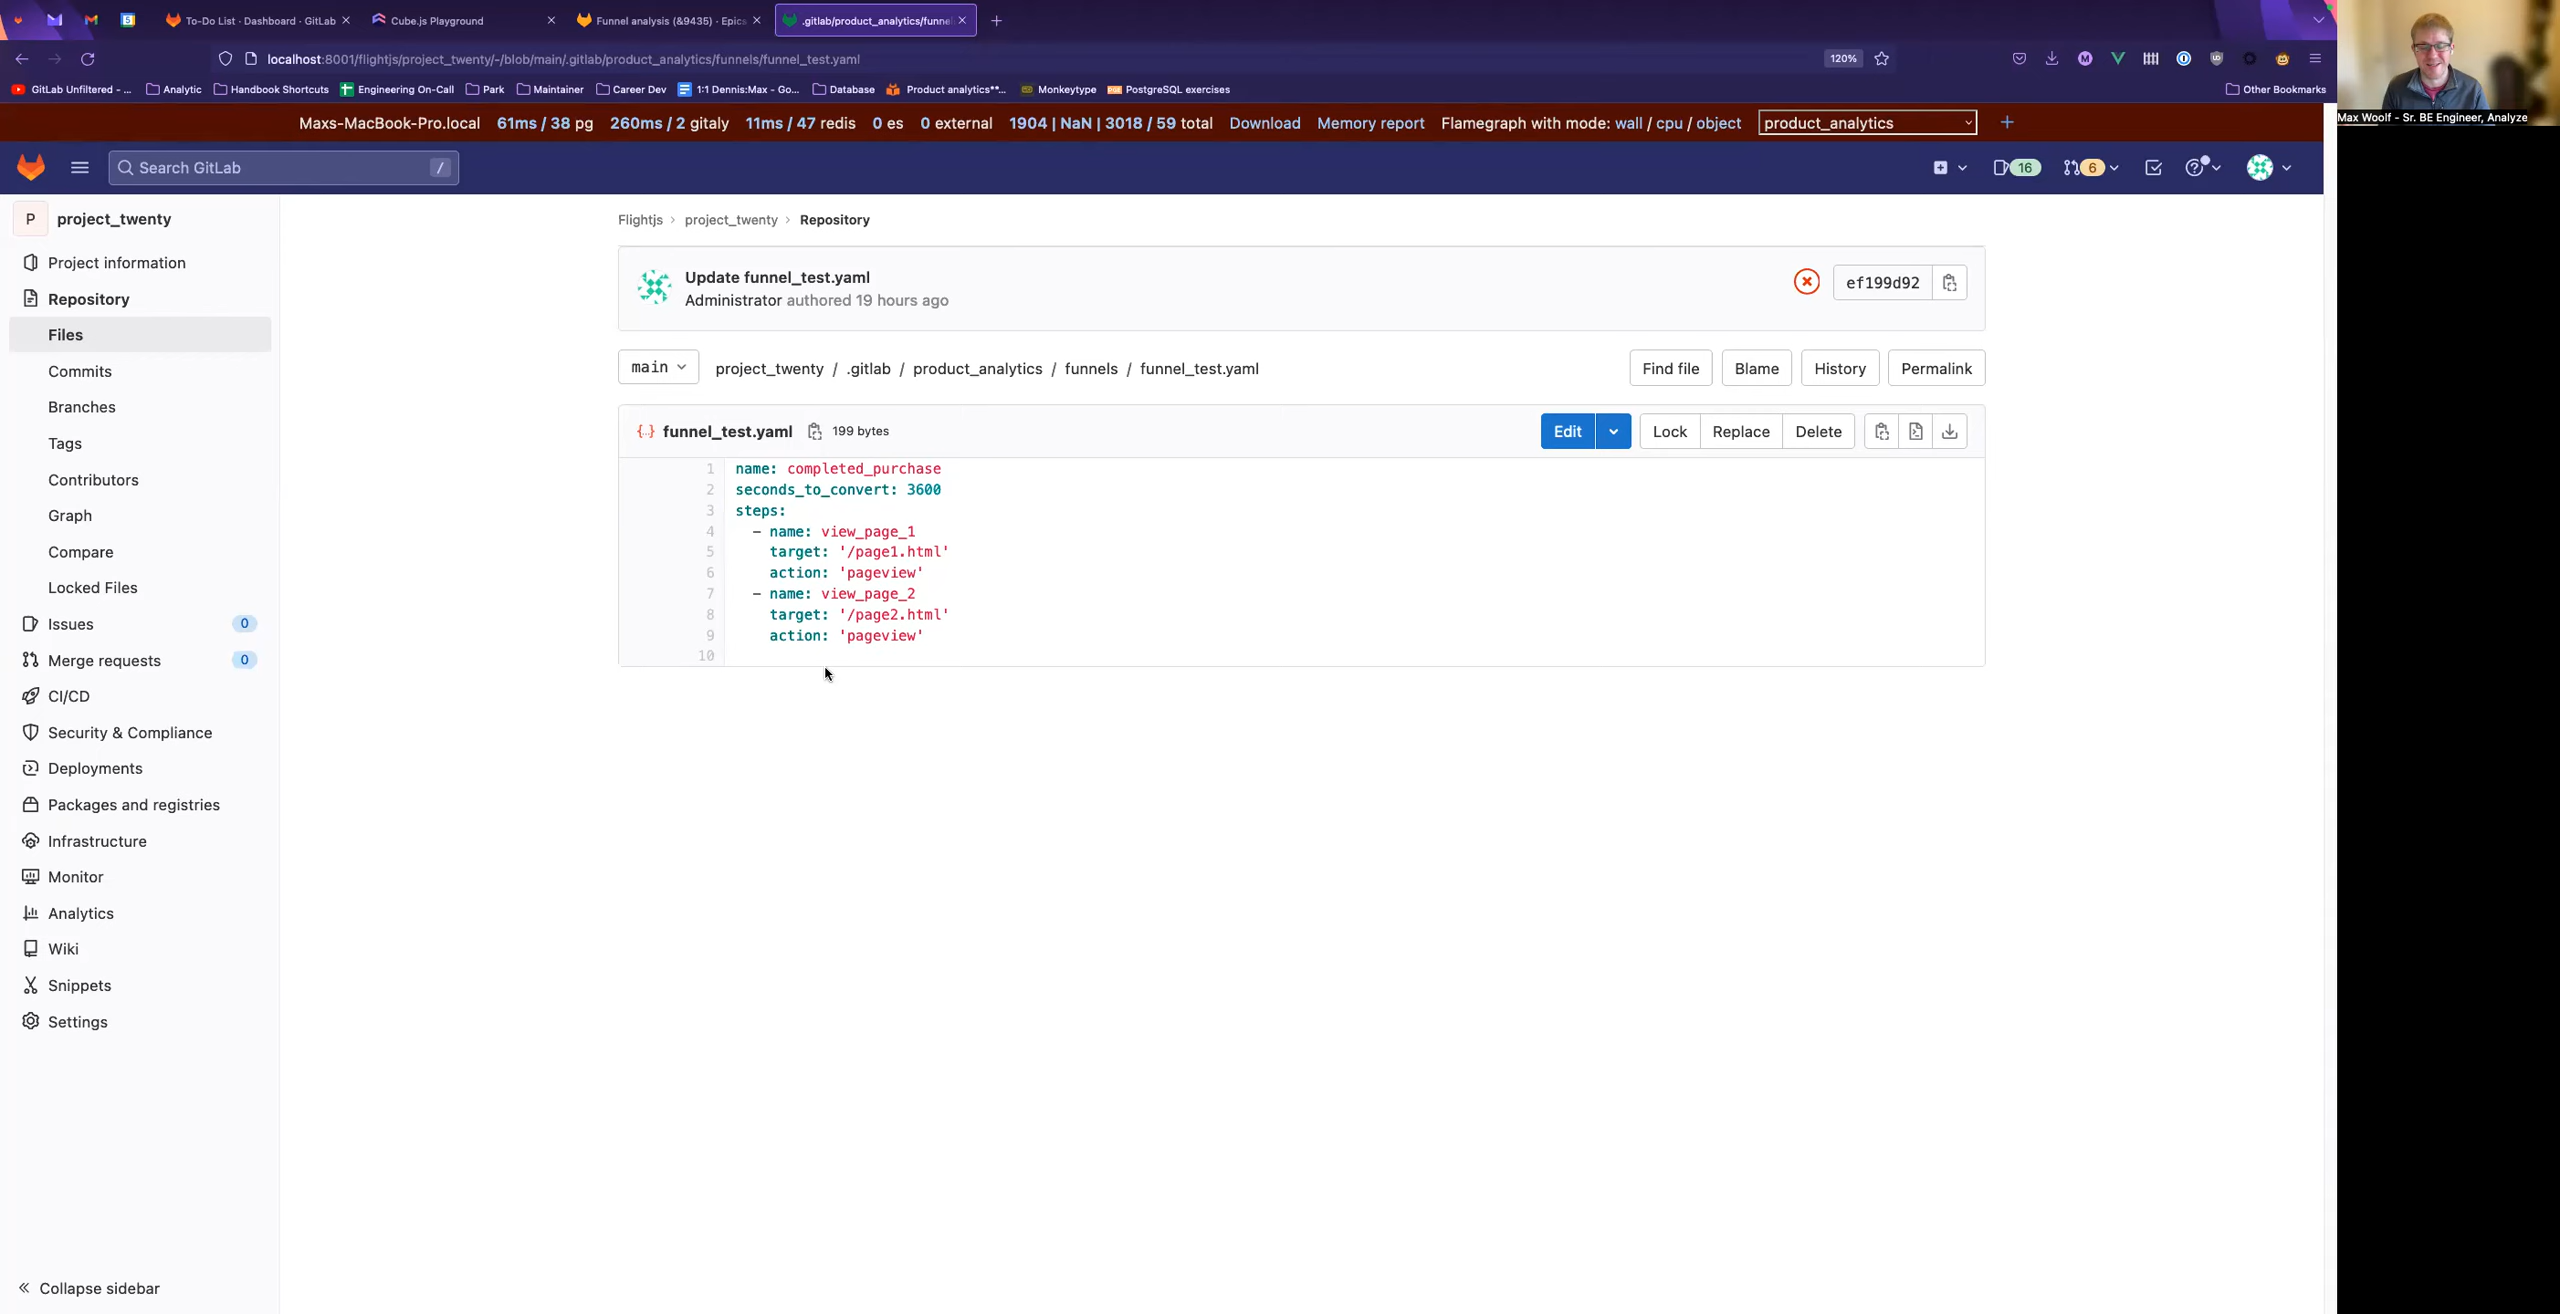 To-Do List · Dashboard · GitLab
Cube.js Playground
Funnel analysis (&9435) · Epics
.gitlab/product_analytics/funne
localhost:8001/flightjs/project_twenty/-/blob/main/.gitlab/product_analytics/funnels/funnel_test.yaml
120%
GitLab Unfiltered - ...
Analytic
Handbook Shortcuts
Engineering On-Call
Park
Maintainer
Career Dev
1:1 Dennis:Max - Go...
Database
Product analytics**...
Monkeytype
PostgreSQL exercises
Other Bookmarks
Max Woolf - Sr. BE Engineer, Analyze
Maxs-MacBook-Pro.local 61ms / 38 pg 260ms / 2 gitaly 11ms / 47 redis 0 es 0 external 1904 | NaN | 3018 / 59 total Download Memory report Flamegraph with mode: wall / cpu / object product_analytics +
Search GitLab /
16
6
P project_twenty
Project information
Repository
Files
Commits
Branches
Tags
Contributors
Graph
Compare
Locked Files
Issues 0
Merge requests 0
CI/CD
Security & Compliance
Deployments
Packages and registries
Infrastructure
Monitor
Analytics
Wiki
Snippets
Settings
Collapse sidebar
Flightjs › project_twenty › Repository
Update funnel_test.yaml
Administrator authored 19 hours ago
ef199d92
main
project_twenty / .gitlab / product_analytics / funnels / funnel_test.yaml
Find file
Blame
History
Permalink
funnel_test.yaml 199 bytes
Edit
Lock
Replace
Delete
1 name: completed_purchase
2 seconds_to_convert: 3600
3 steps:
4 - name: view_page_1
5 target: '/page1.html'
6 action: 'pageview'
7 - name: view_page_2
8 target: '/page2.html'
9 action: 'pageview'
10